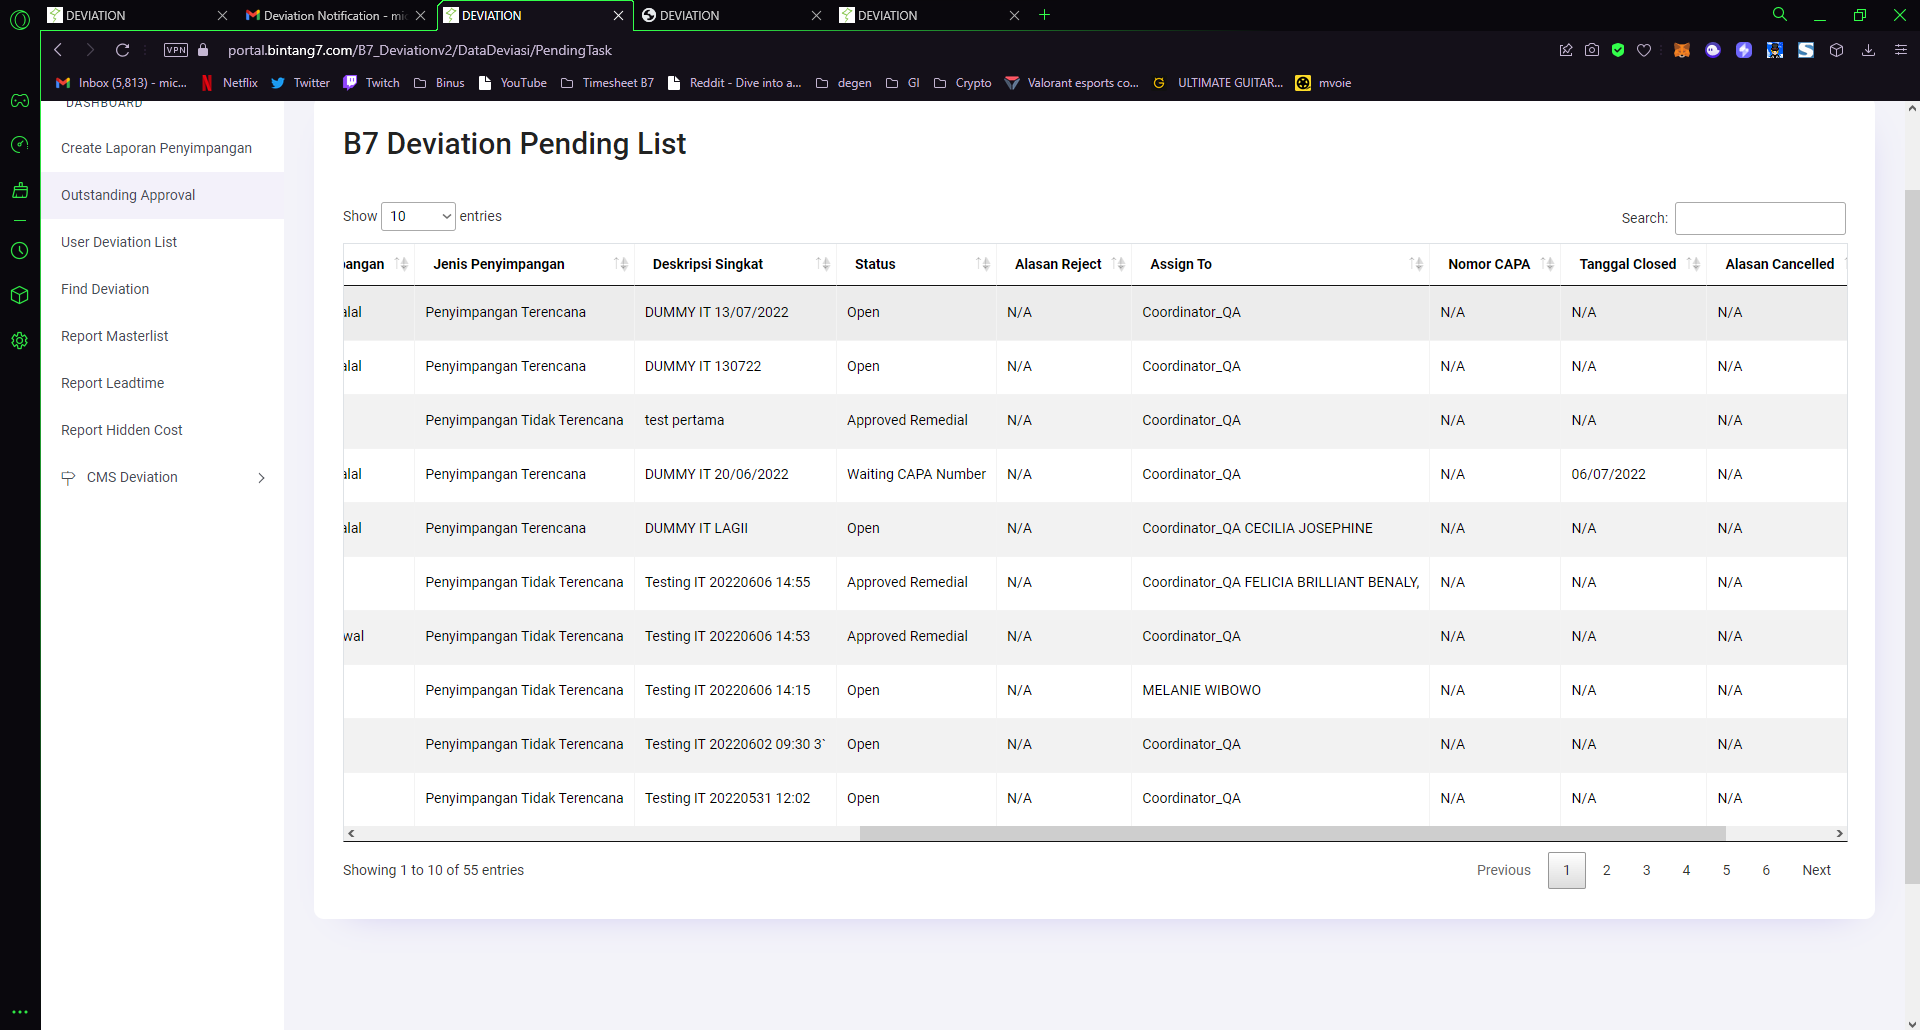 DEVIATION
Deviation Notification - mic
DEVIATION
DEVIATION
DEVIATION
VPN
portal.bintang7.com/B7_Deviationv2/DataDeviasi/PendingTask
Inbox (5,813) - mic...
Netflix
Twitter
Twitch
Binus
YouTube
Timesheet B7
Reddit - Dive into a...
degen
GI
Crypto
Valorant esports co...
ULTIMATE GUITAR...
mvoie
DASHBOARD
Create Laporan Penyimpangan
Outstanding Approval
User Deviation List
Find Deviation
Report Masterlist
Report Leadtime
Report Hidden Cost
CMS Deviation
B7 Deviation Pending List
Show 10 entries
Search:
pangan Jenis Penyimpangan Deskripsi Singkat Status Alasan Reject Assign To Nomor CAPA Tanggal Closed Alasan Cancelled
alal Penyimpangan Terencana DUMMY IT 13/07/2022 Open N/A Coordinator_QA N/A N/A N/A
alal Penyimpangan Terencana DUMMY IT 130722 Open N/A Coordinator_QA N/A N/A N/A
Penyimpangan Tidak Terencana test pertama Approved Remedial N/A Coordinator_QA N/A N/A N/A
alal Penyimpangan Terencana DUMMY IT 20/06/2022 Waiting CAPA Number N/A Coordinator_QA N/A 06/07/2022 N/A
alal Penyimpangan Terencana DUMMY IT LAGII Open N/A Coordinator_QA CECILIA JOSEPHINE N/A N/A N/A
Penyimpangan Tidak Terencana Testing IT 20220606 14:55 Approved Remedial N/A Coordinator_QA FELICIA BRILLIANT BENALY, N/A N/A N/A
wal Penyimpangan Tidak Terencana Testing IT 20220606 14:53 Approved Remedial N/A Coordinator_QA N/A N/A N/A
Penyimpangan Tidak Terencana Testing IT 20220606 14:15 Open N/A MELANIE WIBOWO N/A N/A N/A
Penyimpangan Tidak Terencana Testing IT 20220602 09:30 3` Open N/A Coordinator_QA N/A N/A N/A
Penyimpangan Tidak Terencana Testing IT 20220531 12:02 Open N/A Coordinator_QA N/A N/A N/A
Showing 1 to 10 of 55 entries
Previous 1 2 3 4 5 6 Next